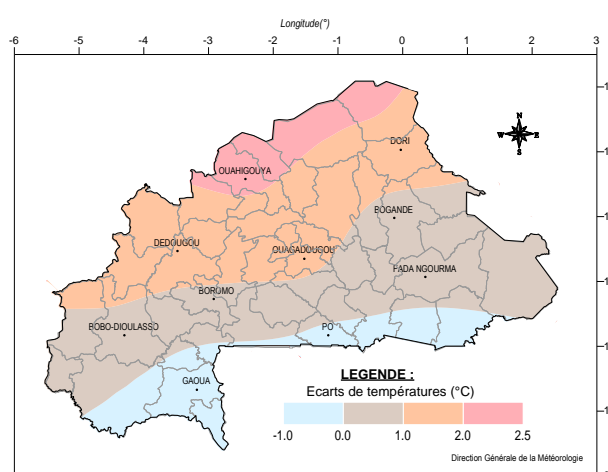 Longitude(°)
-6 -5 -4 -3 -2 -1 0 1 2 3
N
W E
S
DORI
OUAHIGOUYA
BOGANDE
DEDOUGOU
OUAGADOUGOU
FADA NGOURMA
BOROMO
BOBO-DIOULASSO
PO
GAOUA
LEGENDE :
Ecarts de températures (°C)
-1.0 0.0 1.0 2.0 2.5
Direction Générale de la Météorologie